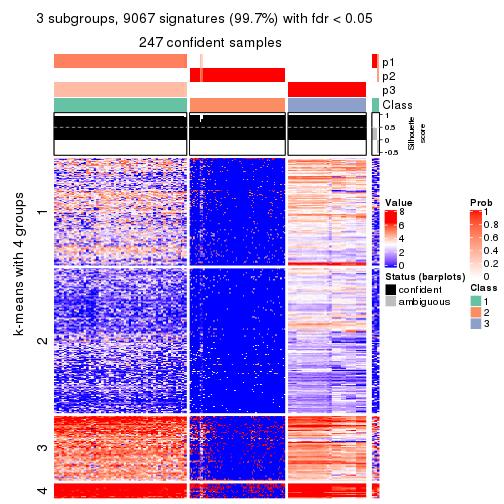 3 subgroups, 9067 signatures (99.7%) with fdr < 0.05
247 confident samples
p1
p2
p3
Class
1
0.5
0
-0.5
Silhouette
score
k-means with 4 groups
1
2
3
4
Value
8
6
4
2
0
Status (barplots)
confident
ambiguous
Prob
1
0.8
0.6
0.4
0.2
0
Class
1
2
3